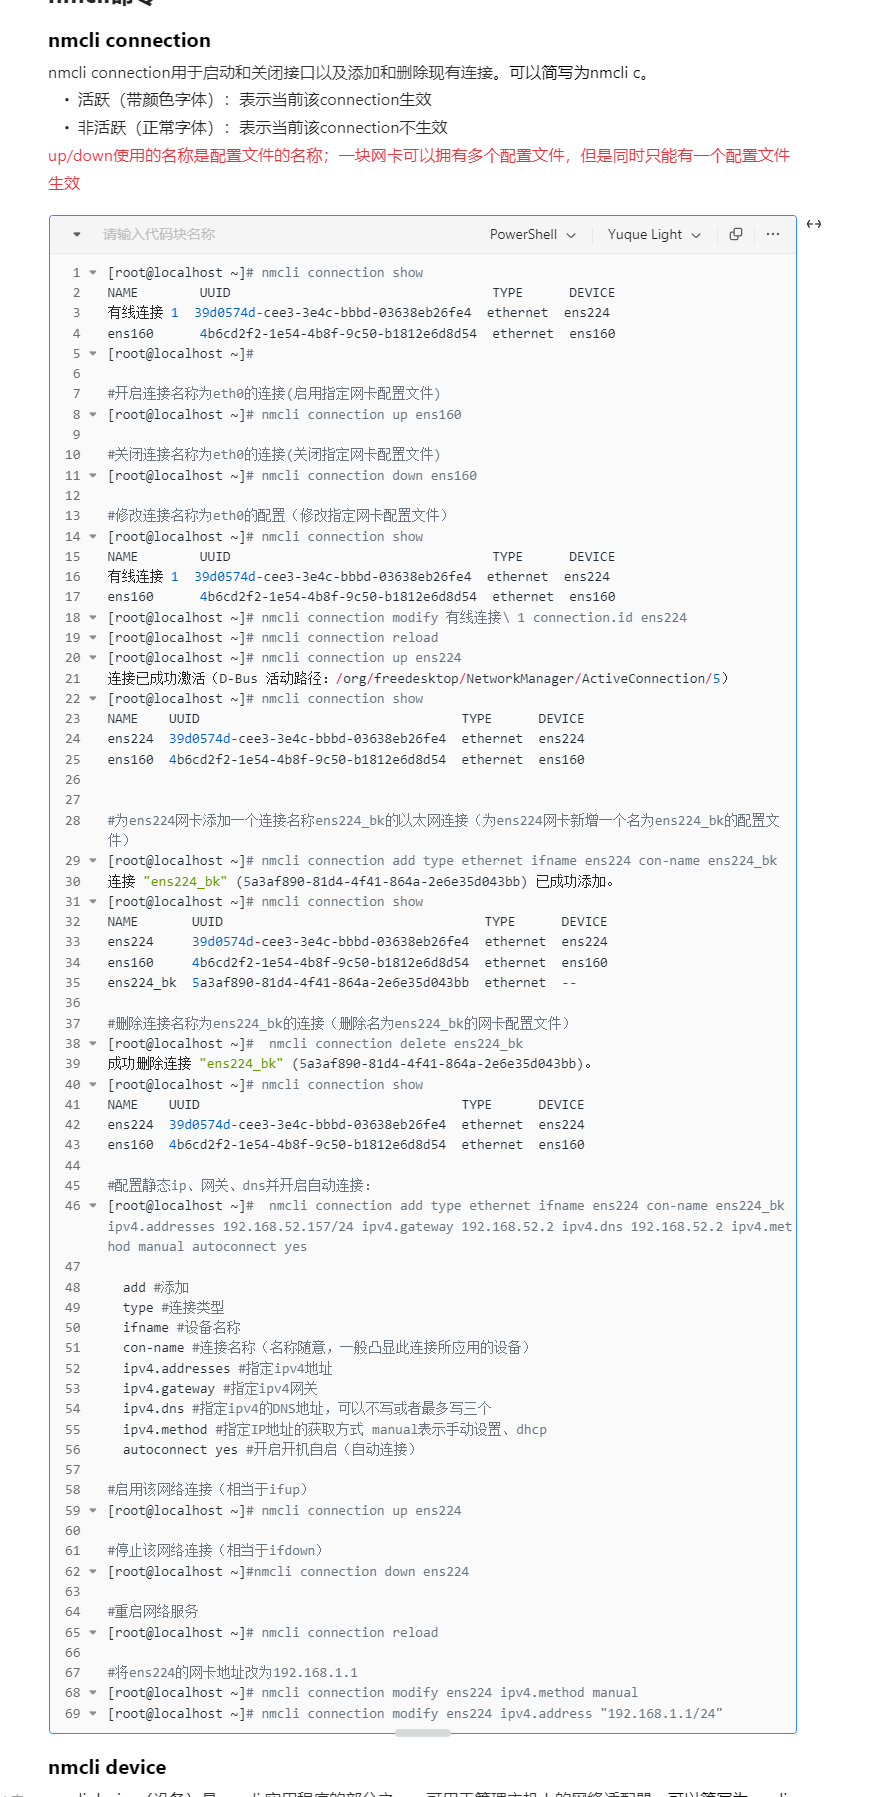 nmcli命令
nmcli connection
nmcli connection用于启动和关闭接口以及添加和删除现有连接。可以简写为nmcli c。
• 活跃（带颜色字体）：表示当前该connection生效
• 非活跃（正常字体）：表示当前该connection不生效
up/down使用的名称是配置文件的名称；一块网卡可以拥有多个配置文件，但是同时只能有一个配置文件
生效
请输入代码块名称 PowerShell Yuque Light ···
1 [root@localhost ~]# nmcli connection show
2 NAME        UUID                                  TYPE      DEVICE
3 有线连接 1  39d0574d-cee3-3e4c-bbbd-03638eb26fe4  ethernet  ens224
4 ens160      4b6cd2f2-1e54-4b8f-9c50-b1812e6d8d54  ethernet  ens160
5 [root@localhost ~]#
6
7 #开启连接名称为eth0的连接(启用指定网卡配置文件)
8 [root@localhost ~]# nmcli connection up ens160
9
10 #关闭连接名称为eth0的连接(关闭指定网卡配置文件)
11 [root@localhost ~]# nmcli connection down ens160
12
13 #修改连接名称为eth0的配置（修改指定网卡配置文件）
14 [root@localhost ~]# nmcli connection show
15 NAME        UUID                                  TYPE      DEVICE
16 有线连接 1  39d0574d-cee3-3e4c-bbbd-03638eb26fe4  ethernet  ens224
17 ens160      4b6cd2f2-1e54-4b8f-9c50-b1812e6d8d54  ethernet  ens160
18 [root@localhost ~]# nmcli connection modify 有线连接\ 1 connection.id ens224
19 [root@localhost ~]# nmcli connection reload
20 [root@localhost ~]# nmcli connection up ens224
21 连接已成功激活（D-Bus 活动路径：/org/freedesktop/NetworkManager/ActiveConnection/5）
22 [root@localhost ~]# nmcli connection show
23 NAME    UUID                                  TYPE      DEVICE
24 ens224  39d0574d-cee3-3e4c-bbbd-03638eb26fe4  ethernet  ens224
25 ens160  4b6cd2f2-1e54-4b8f-9c50-b1812e6d8d54  ethernet  ens160
26
27
28 #为ens224网卡添加一个连接名称ens224_bk的以太网连接（为ens224网卡新增一个名为ens224_bk的配置文
件）
29 [root@localhost ~]# nmcli connection add type ethernet ifname ens224 con-name ens224_bk
30 连接 "ens224_bk" (5a3af890-81d4-4f41-864a-2e6e35d043bb) 已成功添加。
31 [root@localhost ~]# nmcli connection show
32 NAME       UUID                                  TYPE      DEVICE
33 ens224     39d0574d-cee3-3e4c-bbbd-03638eb26fe4  ethernet  ens224
34 ens160     4b6cd2f2-1e54-4b8f-9c50-b1812e6d8d54  ethernet  ens160
35 ens224_bk  5a3af890-81d4-4f41-864a-2e6e35d043bb  ethernet  --
36
37 #删除连接名称为ens224_bk的连接（删除名为ens224_bk的网卡配置文件）
38 [root@localhost ~]#  nmcli connection delete ens224_bk
39 成功删除连接 "ens224_bk" (5a3af890-81d4-4f41-864a-2e6e35d043bb)。
40 [root@localhost ~]# nmcli connection show
41 NAME    UUID                                  TYPE      DEVICE
42 ens224  39d0574d-cee3-3e4c-bbbd-03638eb26fe4  ethernet  ens224
43 ens160  4b6cd2f2-1e54-4b8f-9c50-b1812e6d8d54  ethernet  ens160
44
45 #配置静态ip、网关、dns并开启自动连接：
46 [root@localhost ~]#  nmcli connection add type ethernet ifname ens224 con-name ens224_bk
ipv4.addresses 192.168.52.157/24 ipv4.gateway 192.168.52.2 ipv4.dns 192.168.52.2 ipv4.met
hod manual autoconnect yes
47
48 add #添加
49 type #连接类型
50 ifname #设备名称
51 con-name #连接名称（名称随意，一般凸显此连接所应用的设备）
52 ipv4.addresses #指定ipv4地址
53 ipv4.gateway #指定ipv4网关
54 ipv4.dns #指定ipv4的DNS地址，可以不写或者最多写三个
55 ipv4.method #指定IP地址的获取方式 manual表示手动设置、dhcp
56 autoconnect yes #开启开机自启（自动连接）
57
58 #启用该网络连接（相当于ifup）
59 [root@localhost ~]# nmcli connection up ens224
60
61 #停止该网络连接（相当于ifdown）
62 [root@localhost ~]#nmcli connection down ens224
63
64 #重启网络服务
65 [root@localhost ~]# nmcli connection reload
66
67 #将ens224的网卡地址改为192.168.1.1
68 [root@localhost ~]# nmcli connection modify ens224 ipv4.method manual
69 [root@localhost ~]# nmcli connection modify ens224 ipv4.address "192.168.1.1/24"
nmcli device